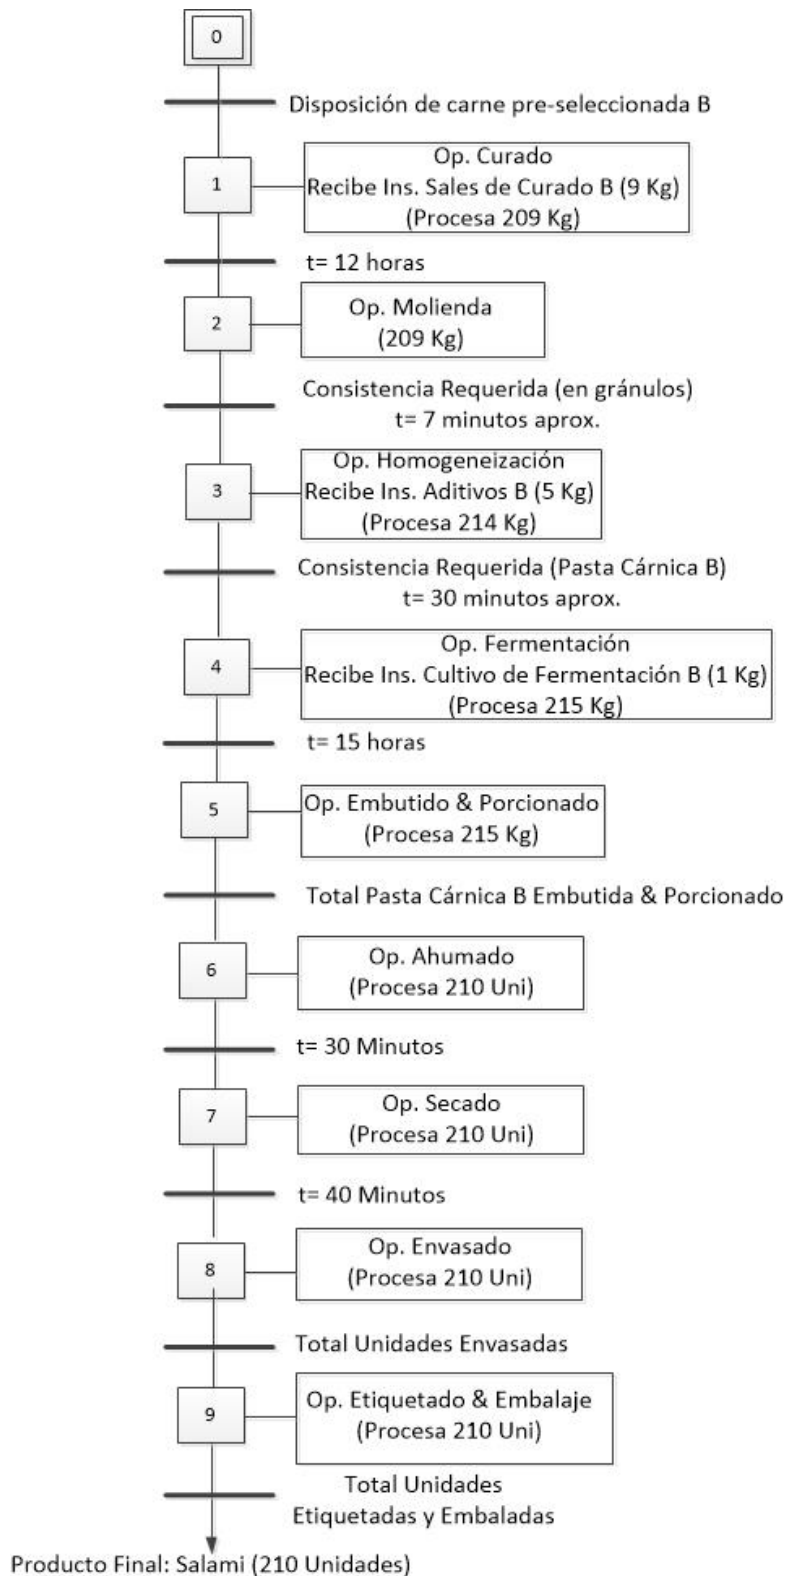 0
Disposición de carne pre-seleccionada B
1
Op. Curado
Recibe Ins. Sales de Curado B (9 Kg)
(Procesa 209 Kg)
t= 12 horas
2
Op. Molienda
(209 Kg)
Consistencia Requerida (en gránulos)
t= 7 minutos aprox.
3
Op. Homogeneización
Recibe Ins. Aditivos B (5 Kg)
(Procesa 214 Kg)
Consistencia Requerida (Pasta Cárnica B)
t= 30 minutos aprox.
4
Op. Fermentación
Recibe Ins. Cultivo de Fermentación B (1 Kg)
(Procesa 215 Kg)
t= 15 horas
5
Op. Embutido & Porcionado
(Procesa 215 Kg)
Total Pasta Cárnica B Embutida & Porcionado
6
Op. Ahumado
(Procesa 210 Uni)
t= 30 Minutos
7
Op. Secado
(Procesa 210 Uni)
t= 40 Minutos
8
Op. Envasado
(Procesa 210 Uni)
Total Unidades Envasadas
9
Op. Etiquetado & Embalaje
(Procesa 210 Uni)
Total Unidades
Etiquetadas y Embaladas
Producto Final: Salami (210 Unidades)